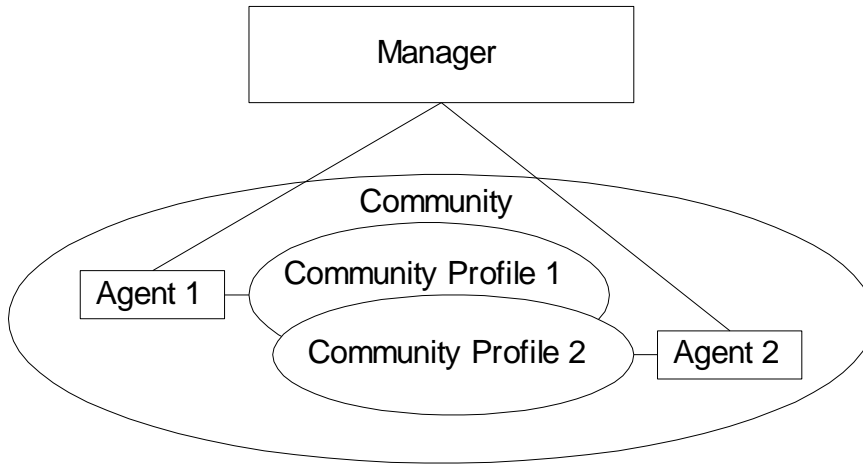 Manager
Community
Community Profile 1
Agent 1
Community Profile 2
Agent 2